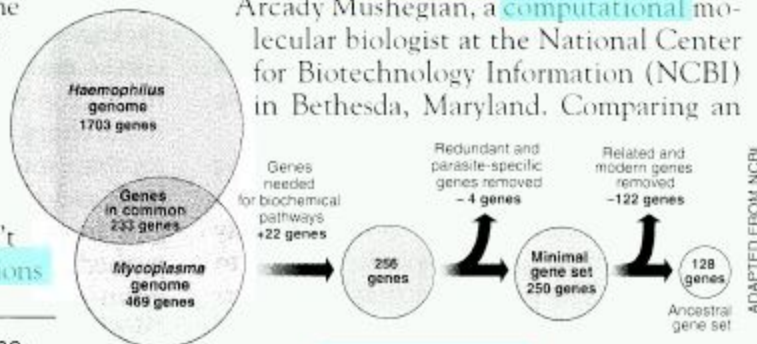 Arcady Mushegian, a computational mo-
lecular biologist at the National Center
for Biotechnology Information (NCBI)
in Bethesda, Maryland. Comparing an
Haemophilus
genome
1703 genes
Genes
in common
233 genes
Mycoplasma
genome
469 genes
Genes
needed
for biochemical
pathways
+22 genes
256
genes
Redundant and
parasite-specific
genes removed
– 4 genes
Minimal
gene set
250 genes
Related and
modern genes
removed
–122 genes
128
genes
Ancestral
gene set
ADAPTED FROM NCBI
't
ions